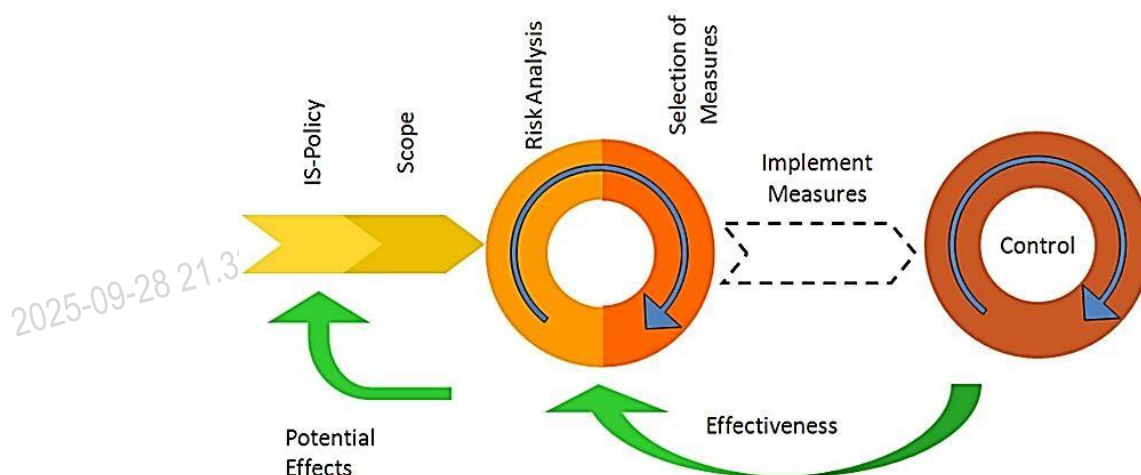 IS-Policy
Scope
Risk Analysis
Selection of
Measures
Implement
Measures
Control
2025-09-28 21.3
Effectiveness
Potential
Effects